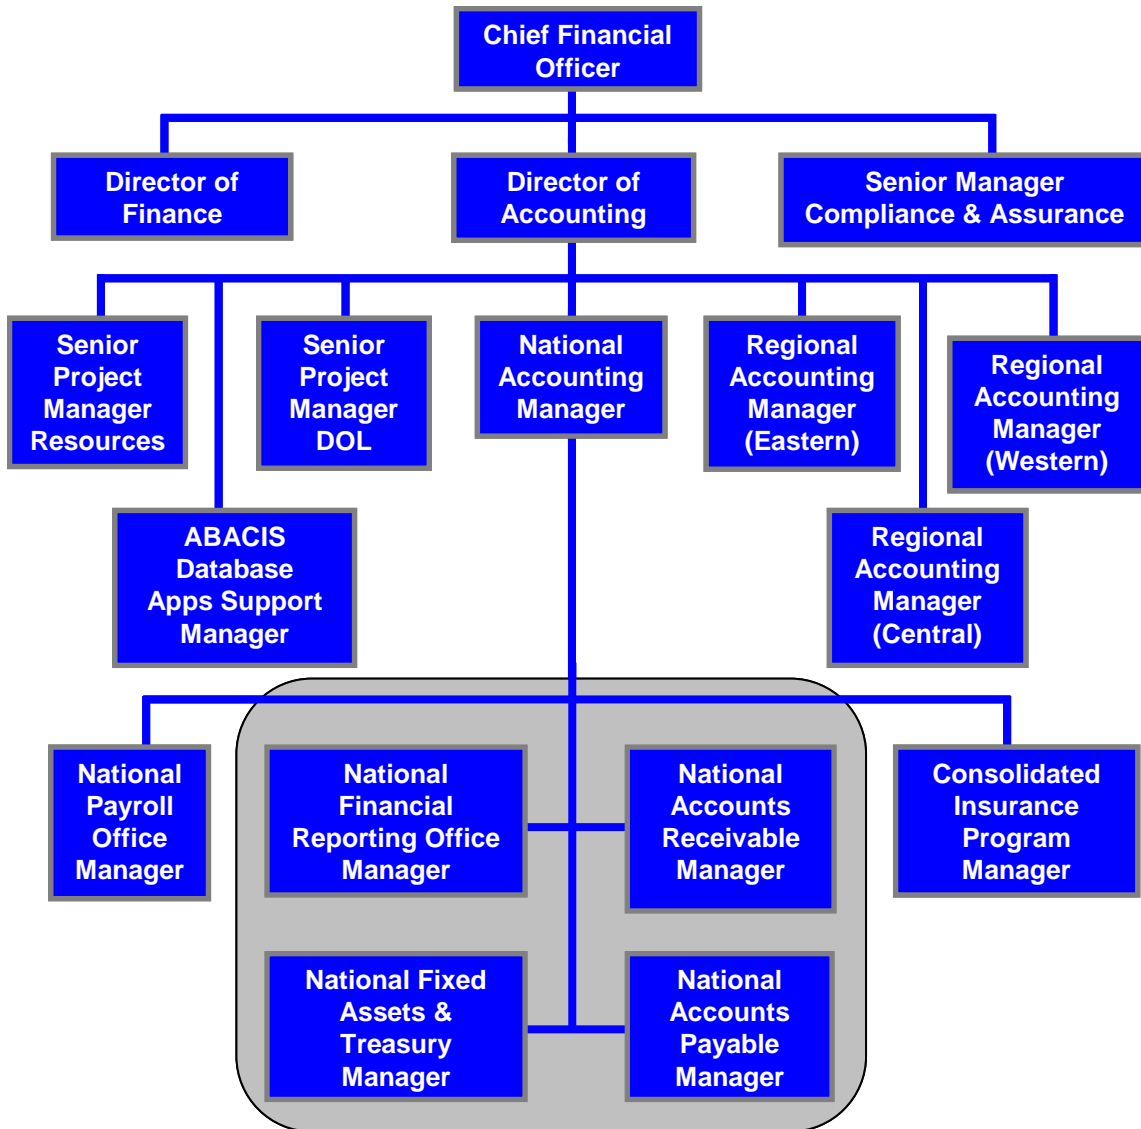 Chief Financial
Officer
Director of
Finance
Director of
Accounting
Senior Manager
Compliance & Assurance
Senior
Project
Manager
Resources
Senior
Project
Manager
DOL
National
Accounting
Manager
Regional
Accounting
Manager
(Eastern)
Regional
Accounting
Manager
(Western)
ABACIS
Database
Apps Support
Manager
Regional
Accounting
Manager
(Central)
National
Payroll
Office
Manager
National
Financial
Reporting Office
Manager
National
Accounts
Receivable
Manager
Consolidated
Insurance
Program
Manager
National Fixed
Assets &
Treasury
Manager
National
Accounts
Payable
Manager